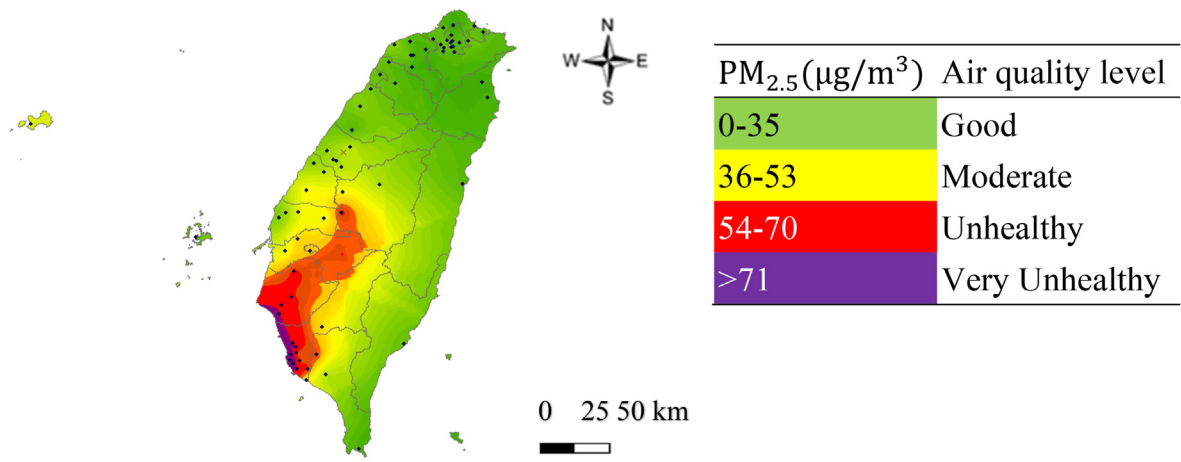 N
W E
S
PM₂.₅(μg/m³) Air quality level
0-35 Good
36-53 Moderate
54-70 Unhealthy
>71 Very Unhealthy
0 25 50 km